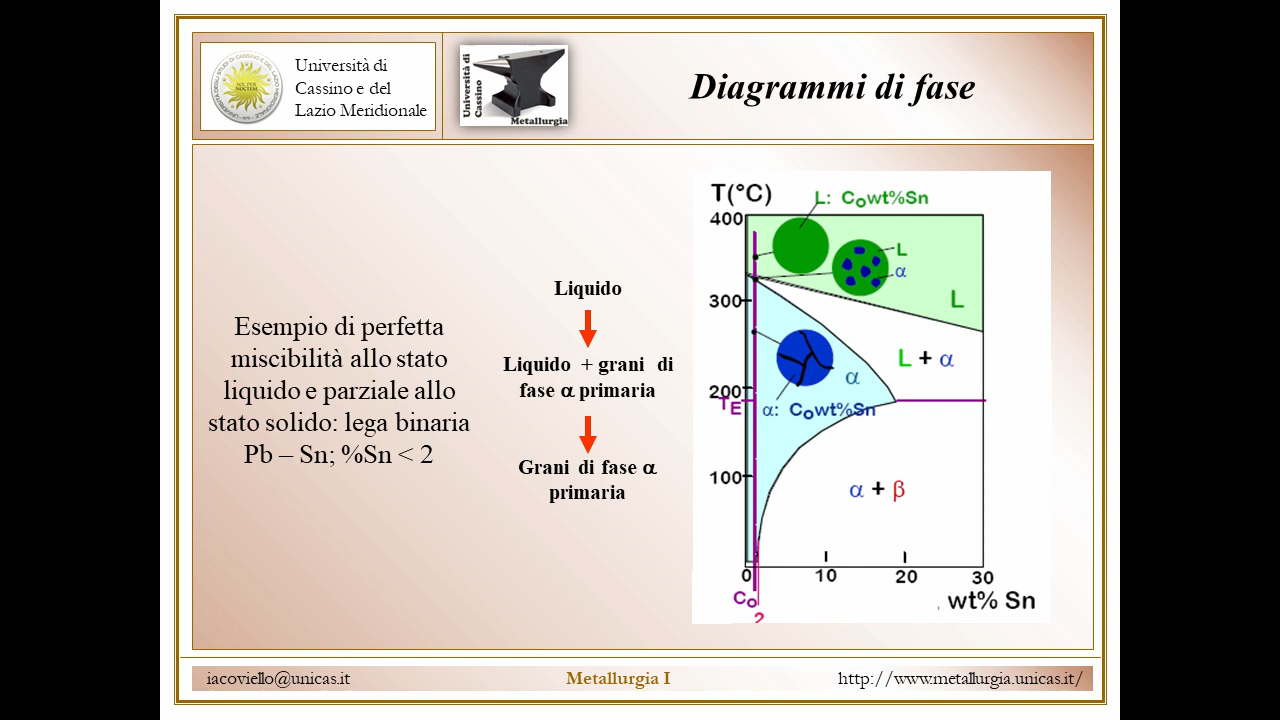 Università di
Cassino e del
Lazio Meridionale
Università di
Cassino
Metallurgia
Diagrammi di fase
Esempio di perfetta
miscibilità allo stato
liquido e parziale allo
stato solido: lega binaria
Pb – Sn; %Sn < 2
Liquido
Liquido + grani di
fase α primaria
Grani di fase α
primaria
T(°C)
L: Cowt%Sn
400
L
α
300
L
L + α
α
200
TE
α: Cowt%Sn
100
α + β
0
10
20
30
Co
wt% Sn
2
iacoviello@unicas.it
Metallurgia I
http://www.metallurgia.unicas.it/